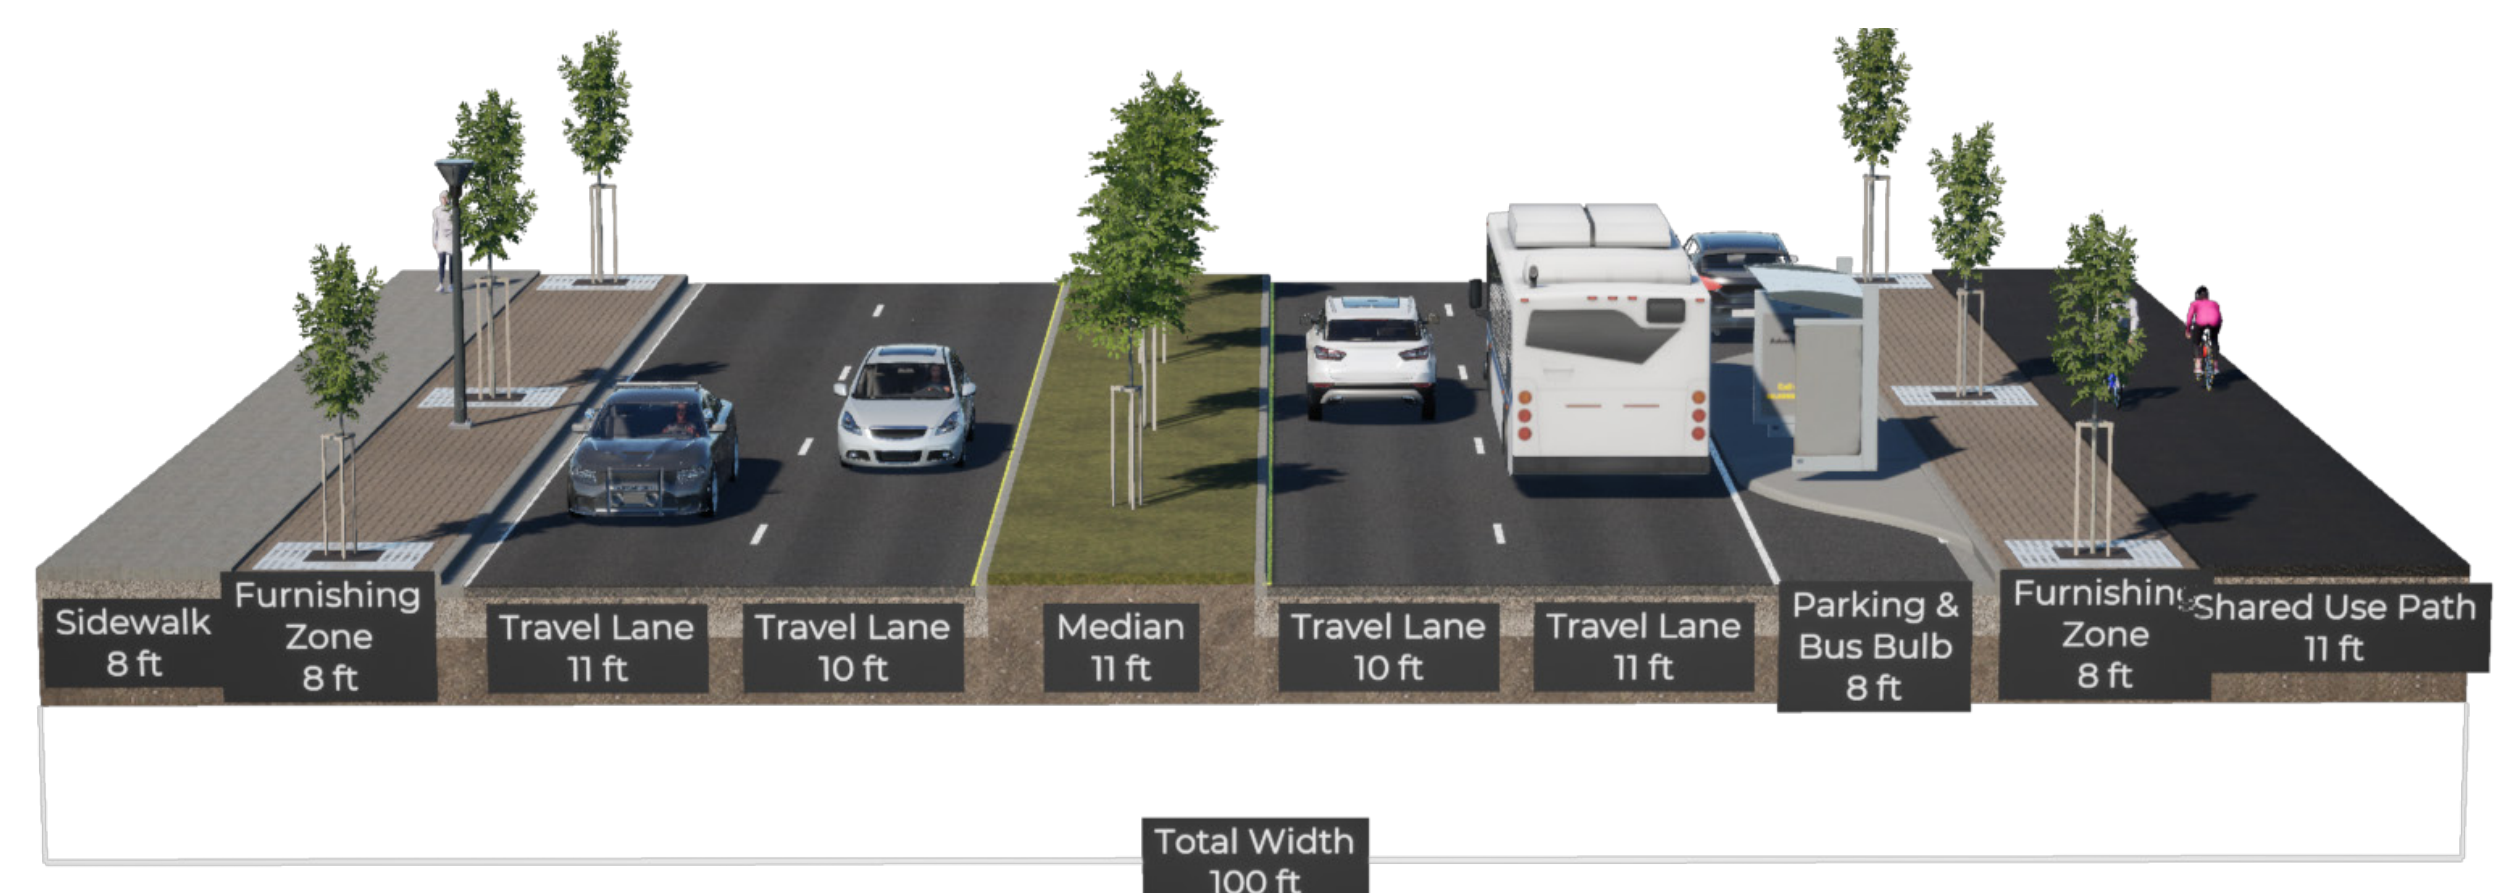 Sidewalk
8 ft
Furnishing
Zone
8 ft
Travel Lane
11 ft
Travel Lane
10 ft
Median
11 ft
Travel Lane
10 ft
Travel Lane
11 ft
Parking &
Bus Bulb
8 ft
Furnishing
Zone
8 ft
Shared Use Path
11 ft
Total Width
100 ft